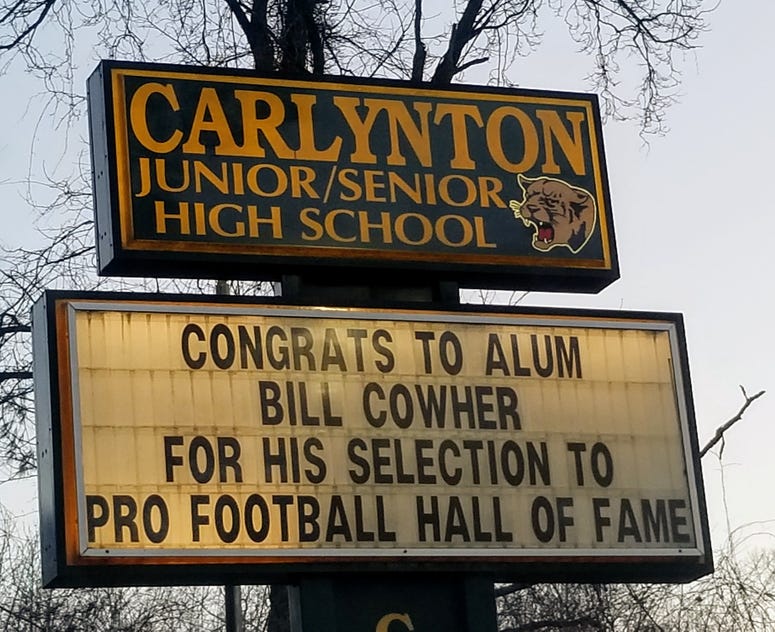 CARLYNTON
JUNIOR/SENIOR
HIGH SCHOOL
CONGRATS TO ALUM
BILL COWHER
FOR HIS SELECTION TO
PRO FOOTBALL HALL OF FAME